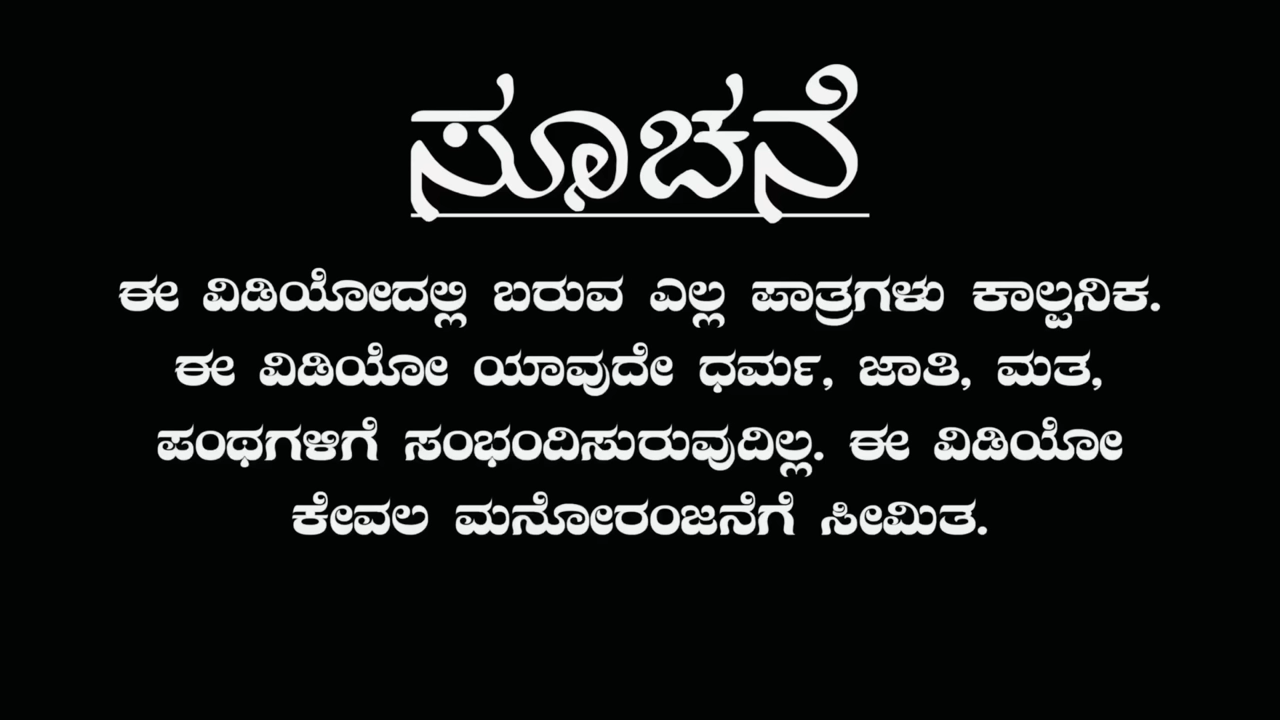 ಸೂಚನೆ
ಈ ವಿಡಿಯೋದಲ್ಲಿ ಬರುವ ಎಲ್ಲ ಪಾತ್ರಗಳು ಕಾಲ್ಪನಿಕ.
ಈ ವಿಡಿಯೋ ಯಾವುದೇ ಧರ್ಮ, ಜಾತಿ, ಮತ,
ಪಂಥಗಳಿಗೆ ಸಂಭಂದಿಸುರುವುದಿಲ್ಲ. ಈ ವಿಡಿಯೋ
ಕೇವಲ ಮನೋರಂಜನೆಗೆ ಸೀಮಿತ.